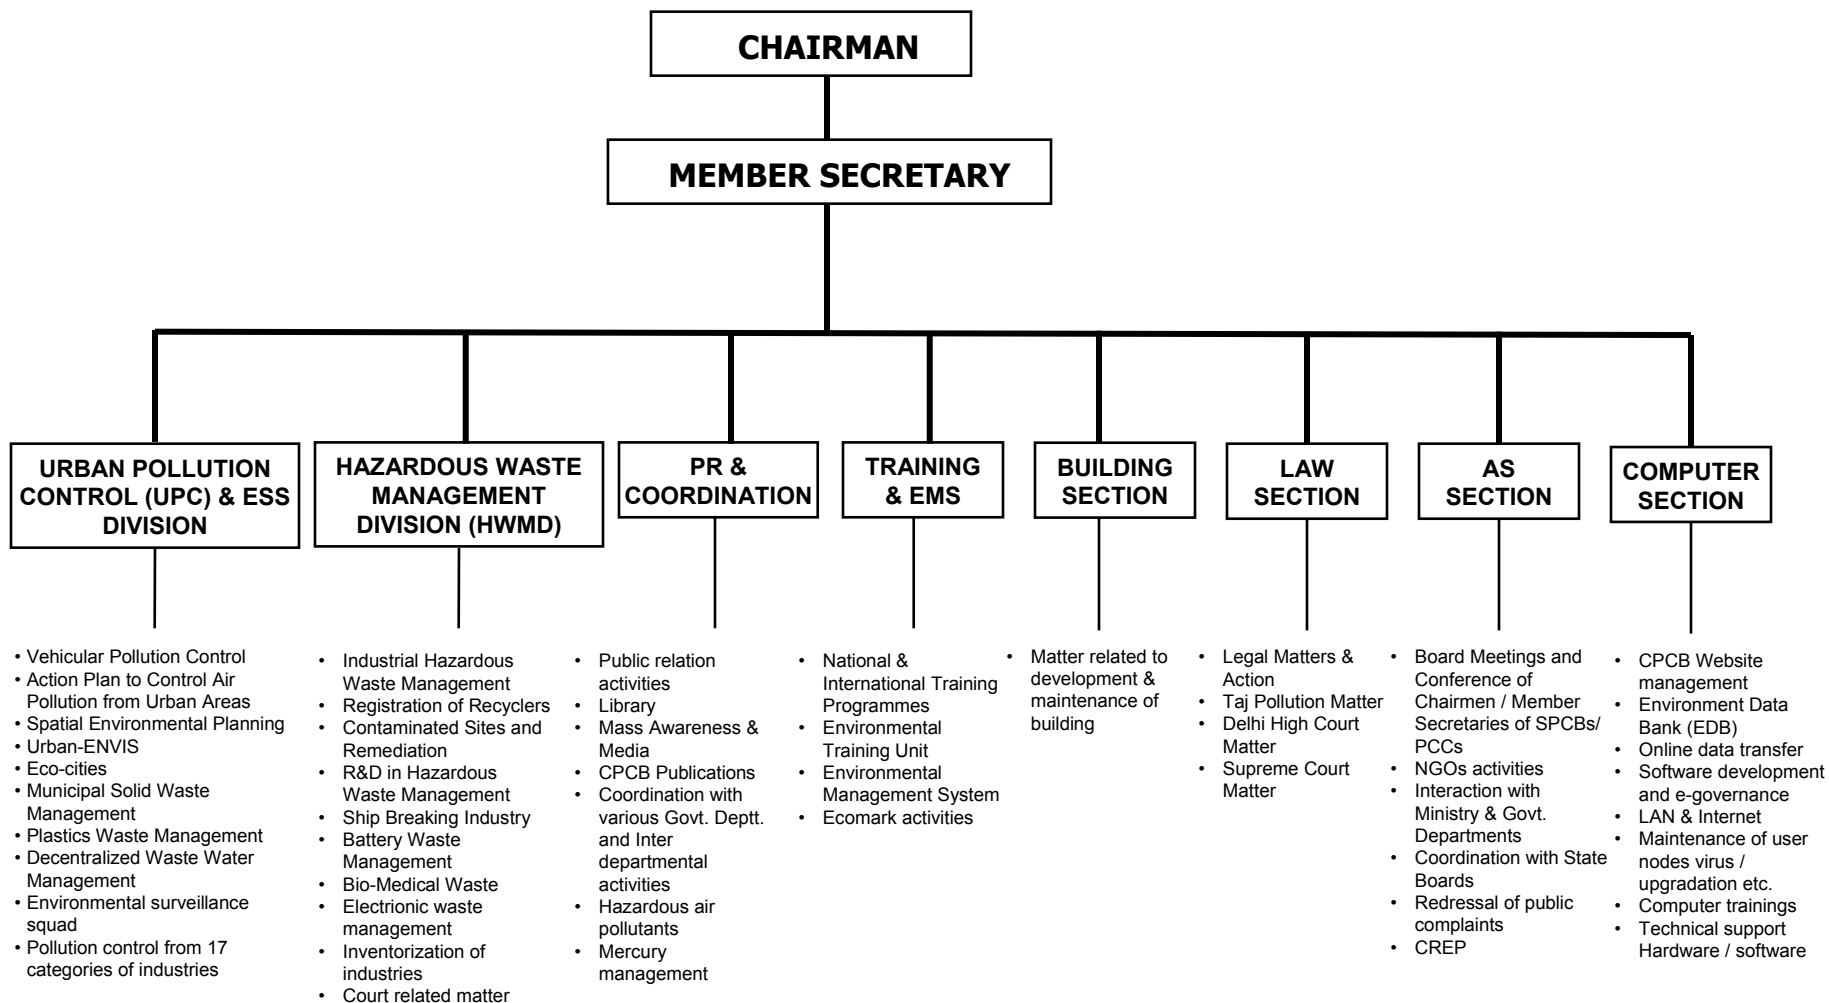 CHAIRMAN
MEMBER SECRETARY
URBAN POLLUTION
CONTROL (UPC) & ESS
DIVISION
HAZARDOUS WASTE
MANAGEMENT
DIVISION (HWMD)
PR &
COORDINATION
TRAINING
& EMS
BUILDING
SECTION
LAW
SECTION
AS
SECTION
COMPUTER
SECTION
• Vehicular Pollution Control
• Action Plan to Control Air
Pollution from Urban Areas
• Spatial Environmental Planning
• Urban-ENVIS
• Eco-cities
• Municipal Solid Waste
Management
• Plastics Waste Management
• Decentralized Waste Water
Management
• Environmental surveillance
squad
• Pollution control from 17
categories of industries
• Industrial Hazardous
Waste Management
• Registration of Recyclers
• Contaminated Sites and
Remediation
• R&D in Hazardous
Waste Management
• Ship Breaking Industry
• Battery Waste
Management
• Bio-Medical Waste
• Electrionic waste
management
• Inventorization of
industries
• Court related matter
• Public relation
activities
• Library
• Mass Awareness &
Media
• CPCB Publications
• Coordination with
various Govt. Deptt.
and Inter
departmental
activities
• Hazardous air
pollutants
• Mercury
management
• National &
International Training
Programmes
• Environmental
Training Unit
• Environmental
Management System
• Ecomark activities
• Matter related to
development &
maintenance of
building
• Legal Matters &
Action
• Taj Pollution Matter
• Delhi High Court
Matter
• Supreme Court
Matter
• Board Meetings and
Conference of
Chairmen / Member
Secretaries of SPCBs/
PCCs
• NGOs activities
• Interaction with
Ministry & Govt.
Departments
• Coordination with State
Boards
• Redressal of public
complaints
• CREP
• CPCB Website
management
• Environment Data
Bank (EDB)
• Online data transfer
• Software development
and e-governance
• LAN & Internet
• Maintenance of user
nodes virus /
upgradation etc.
• Computer trainings
• Technical support
Hardware / software